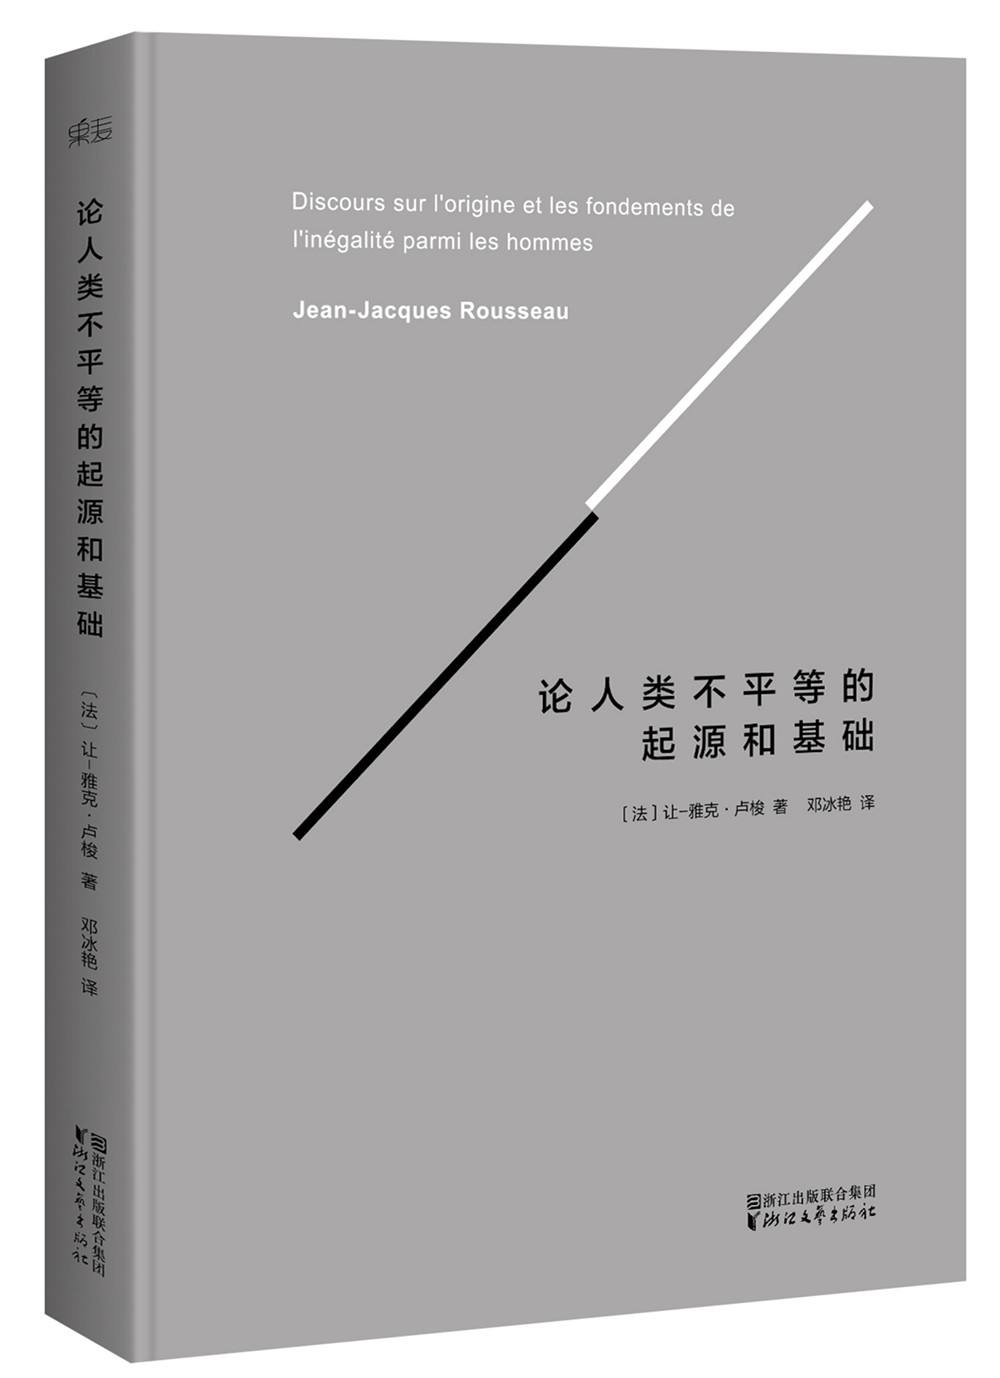 果麦
论人类不平等的起源和基础
〔法〕让-雅克·卢梭 著 邓冰艳 译
浙江出版联合集团
浙江文艺出版社
Discours sur l'origine et les fondements de
l'inégalité parmi les hommes
Jean-Jacques Rousseau
论人类不平等的
起源和基础
［法］让-雅克·卢梭 著 邓冰艳 译
浙江出版联合集团
浙江文艺出版社